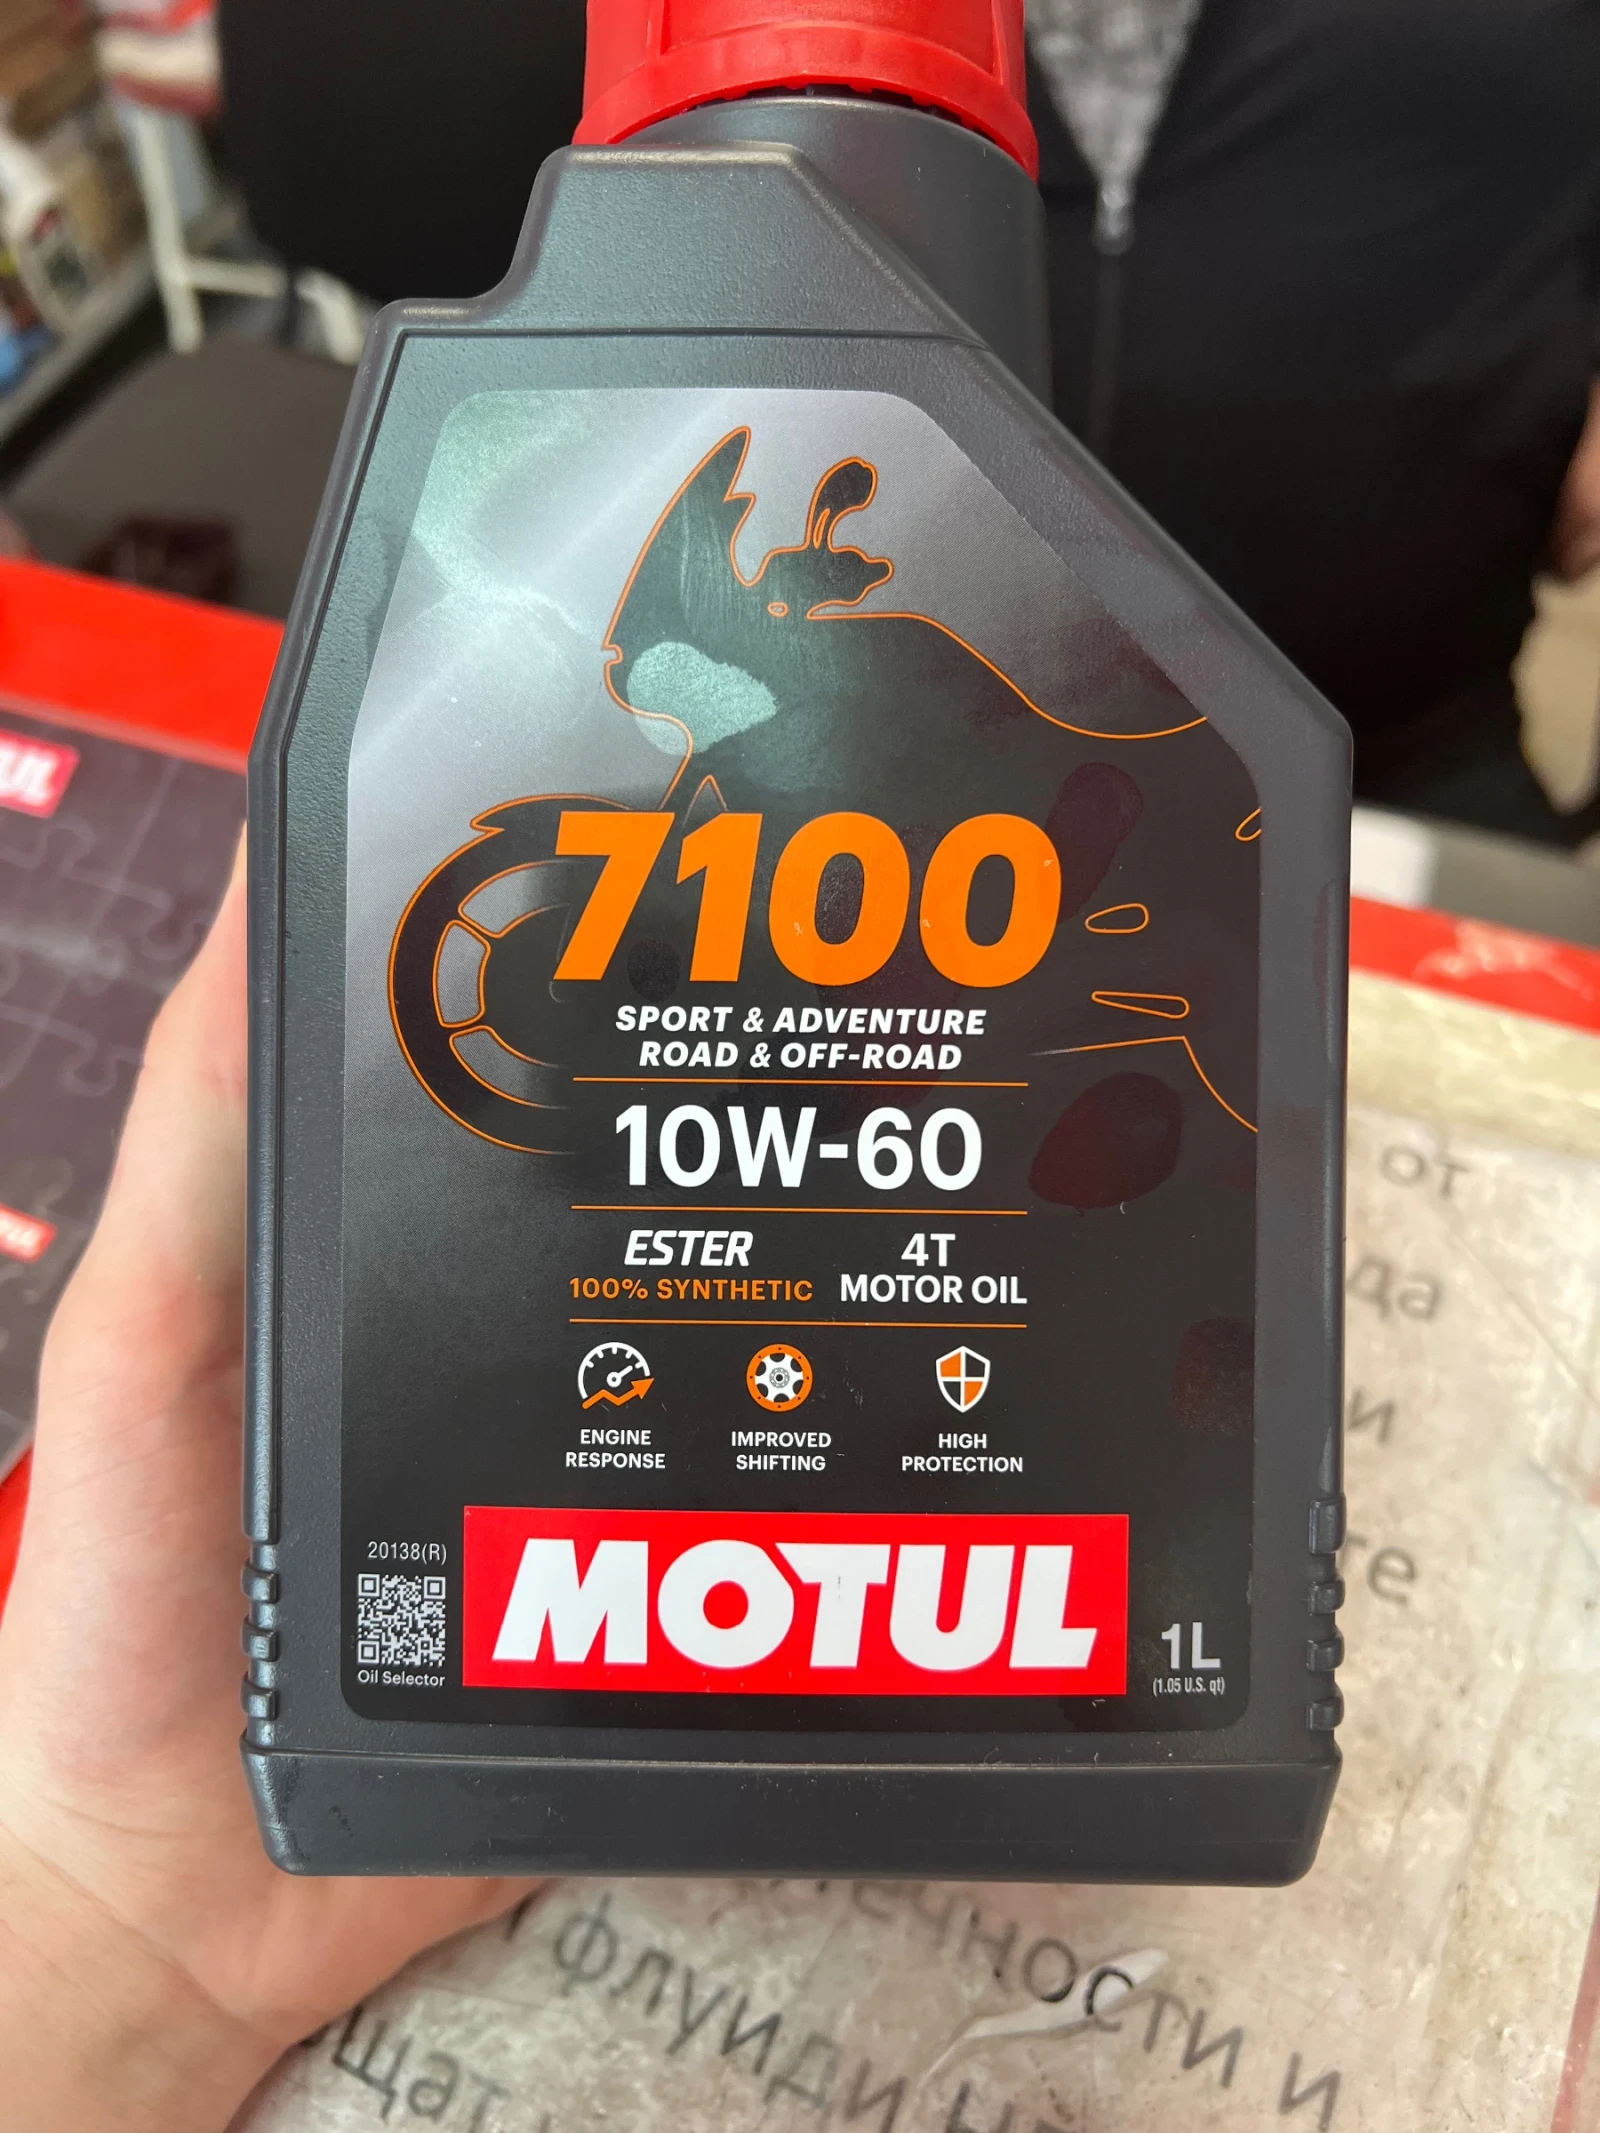 7100
SPORT & ADVENTURE
ROAD & OFF-ROAD
10W-60
ESTER
100% SYNTHETIC
4T
MOTOR OIL
ENGINE
RESPONSE
IMPROVED
SHIFTING
HIGH
PROTECTION
20138(R)
Oil Selector
MOTUL
1L
(1.05 U.S. qt)
от
и
флуиди